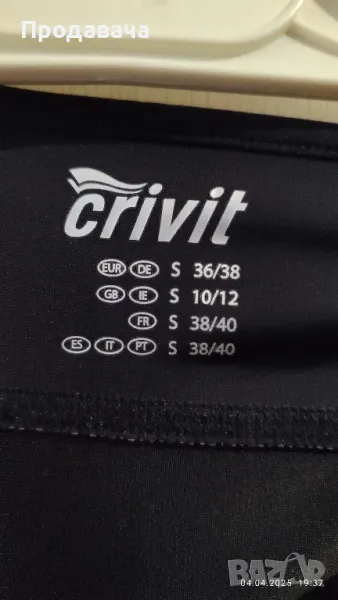 Продавача
crivit
EUR DE S 36/38
GB IE S 10/12
FR S 38/40
ES IT PT S 38/40
04.04.2025 19:37
BAZAR